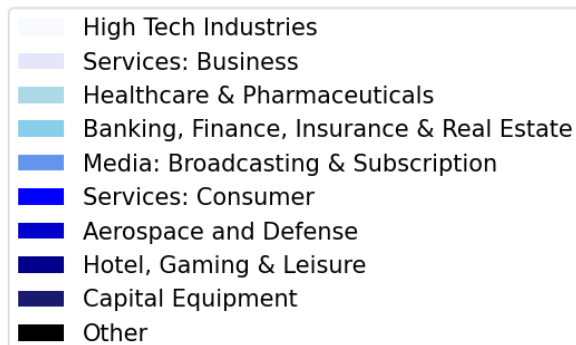 High Tech Industries
Services: Business
Healthcare & Pharmaceuticals
Banking, Finance, Insurance & Real Estate
Media: Broadcasting & Subscription
Services: Consumer
Aerospace and Defense
Hotel, Gaming & Leisure
Capital Equipment
Other